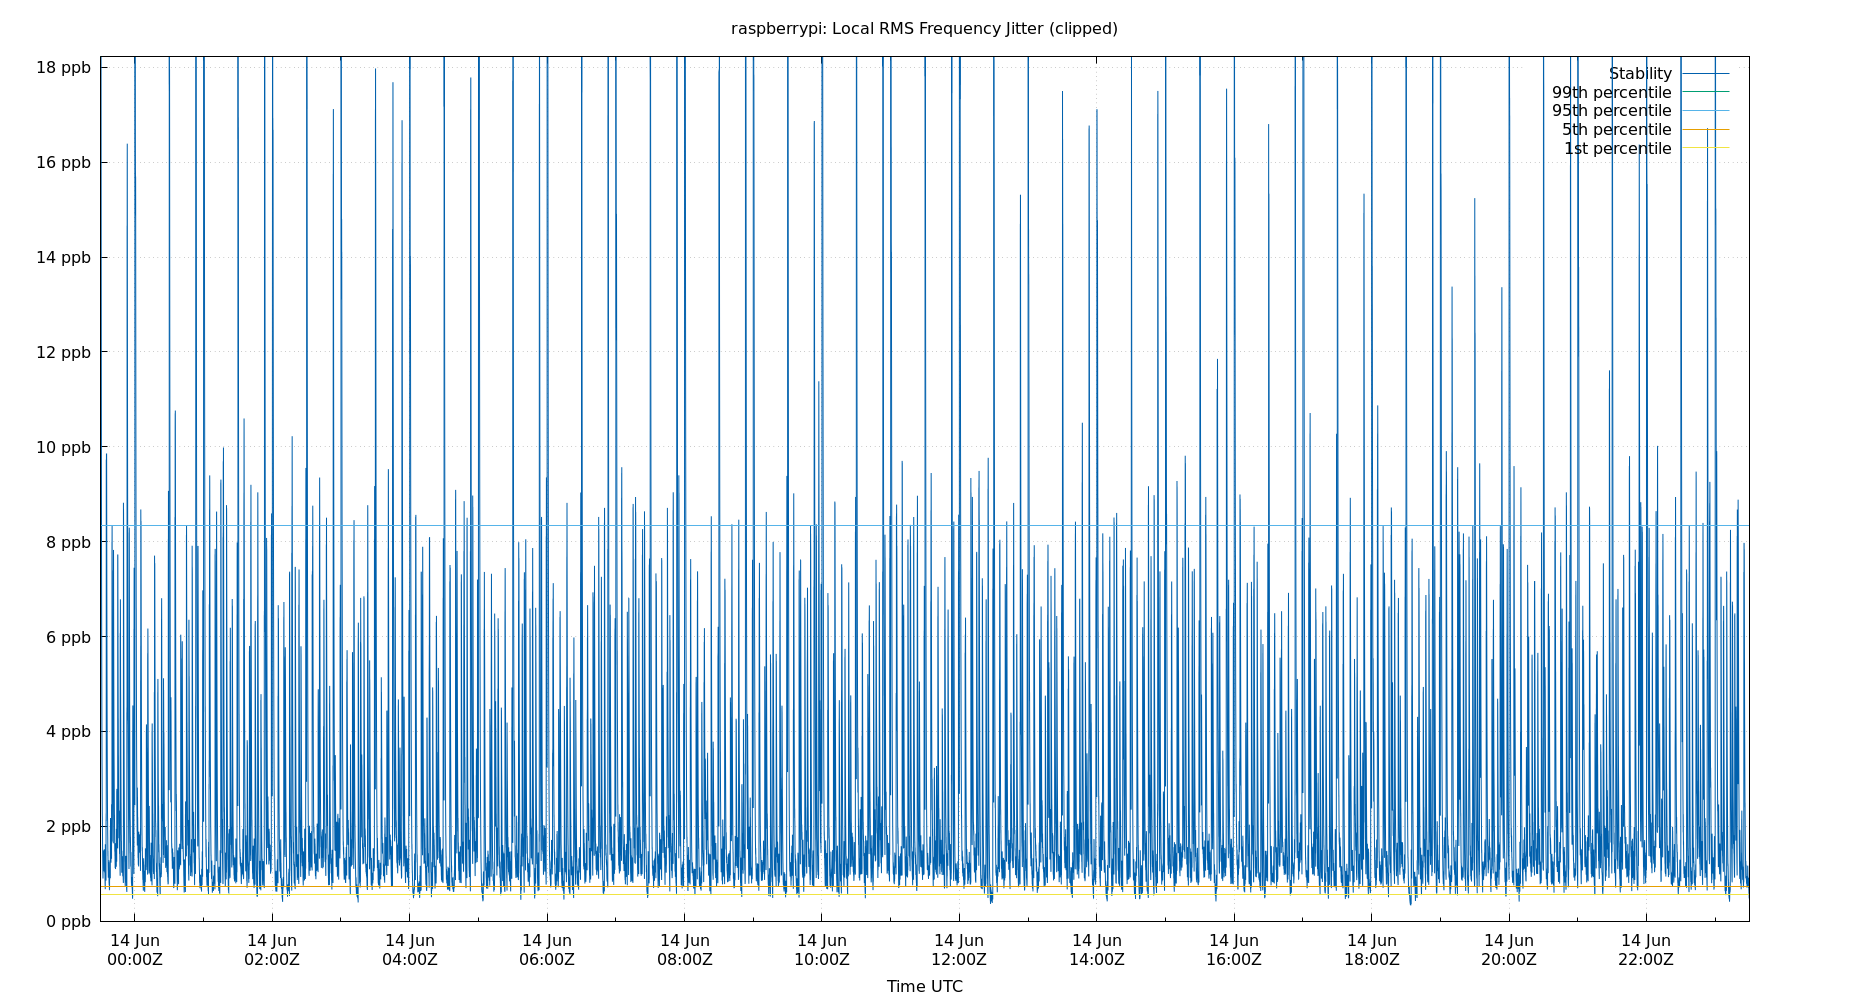 raspberrypi: Local RMS Frequency Jitter (clipped)
18 ppb
16 ppb
14 ppb
12 ppb
10 ppb
8 ppb
6 ppb
4 ppb
2 ppb
0 ppb
Stability
99th percentile
95th percentile
5th percentile
1st percentile
14 Jun 14 Jun 14 Jun 14 Jun 14 Jun 14 Jun 14 Jun 14 Jun 14 Jun 14 Jun 14 Jun 14 Jun
00:00Z 02:00Z 04:00Z 06:00Z 08:00Z 10:00Z 12:00Z 14:00Z 16:00Z 18:00Z 20:00Z 22:00Z
Time UTC